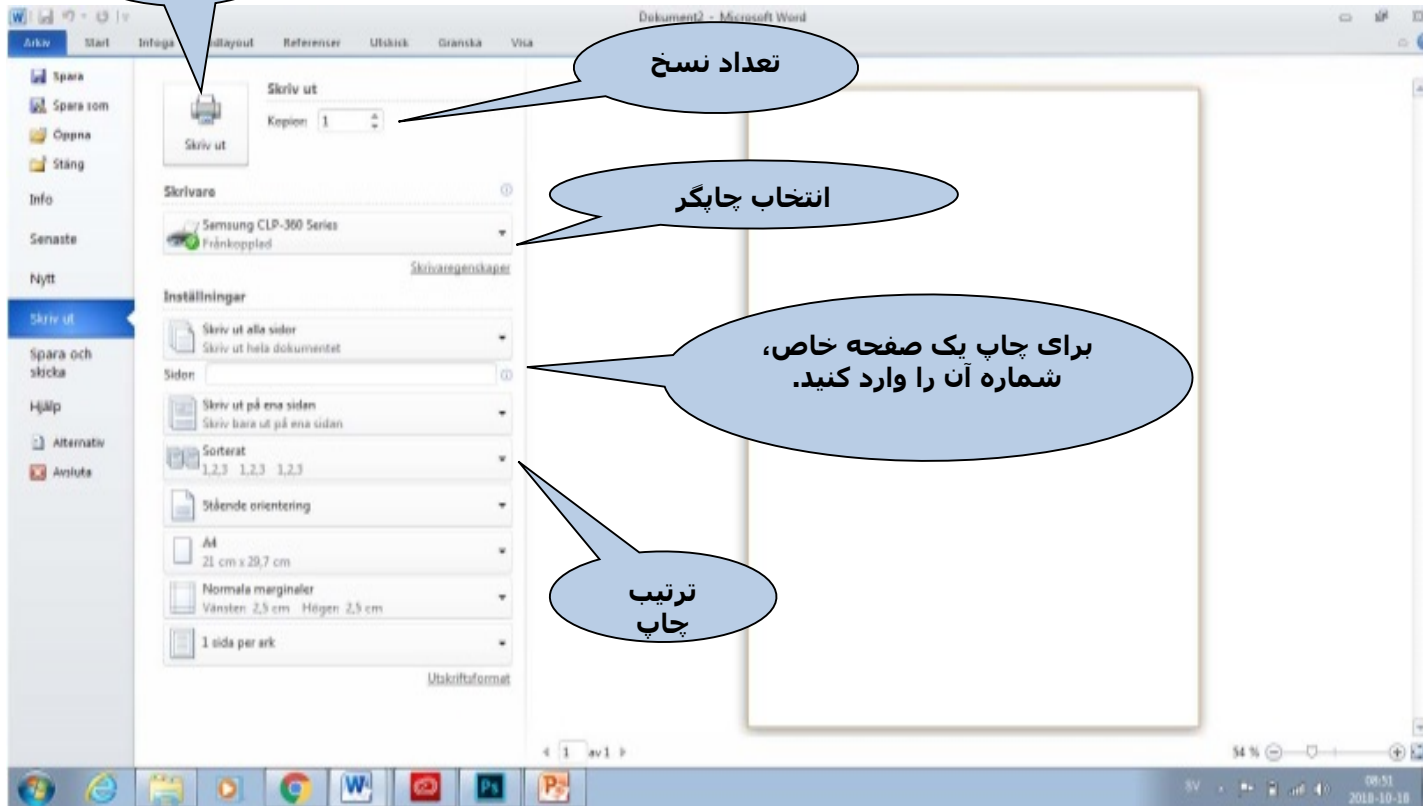 Dokument2 - Microsoft Word
Arkiv Start Infoga Referenser Utskick Granska Visa
Spara
Spara som
Öppna
Stäng
Info
Senaste
Nytt
Skriv ut
Spara och
skicka
Hjälp
Alternativ
Avsluta
Skriv ut
Kopior: 1
Skriv ut
Skrivare
Samsung CLP-360 Series
Frånkopplad
Skrivaregenskaper
Inställningar
Skriv ut alla sidor
Skriv ut hela dokumentet
Sidor:
Skriv ut på ena sidan
Skriv bara ut på ena sidan
Sorterat
1,2,3 1,2,3 1,2,3
Stående orientering
A4
21 cm x 29,7 cm
Normala marginaler
Vänster: 2,5 cm Höger: 2,5 cm
1 sida per ark
Utskriftsformat
تعداد نسخ
انتخاب چاپگر
برای چاپ یک صفحه خاص،
شماره آن را وارد کنید.
ترتیب
چاپ
1 av 1
54 %
SV
08:51
2018-10-18